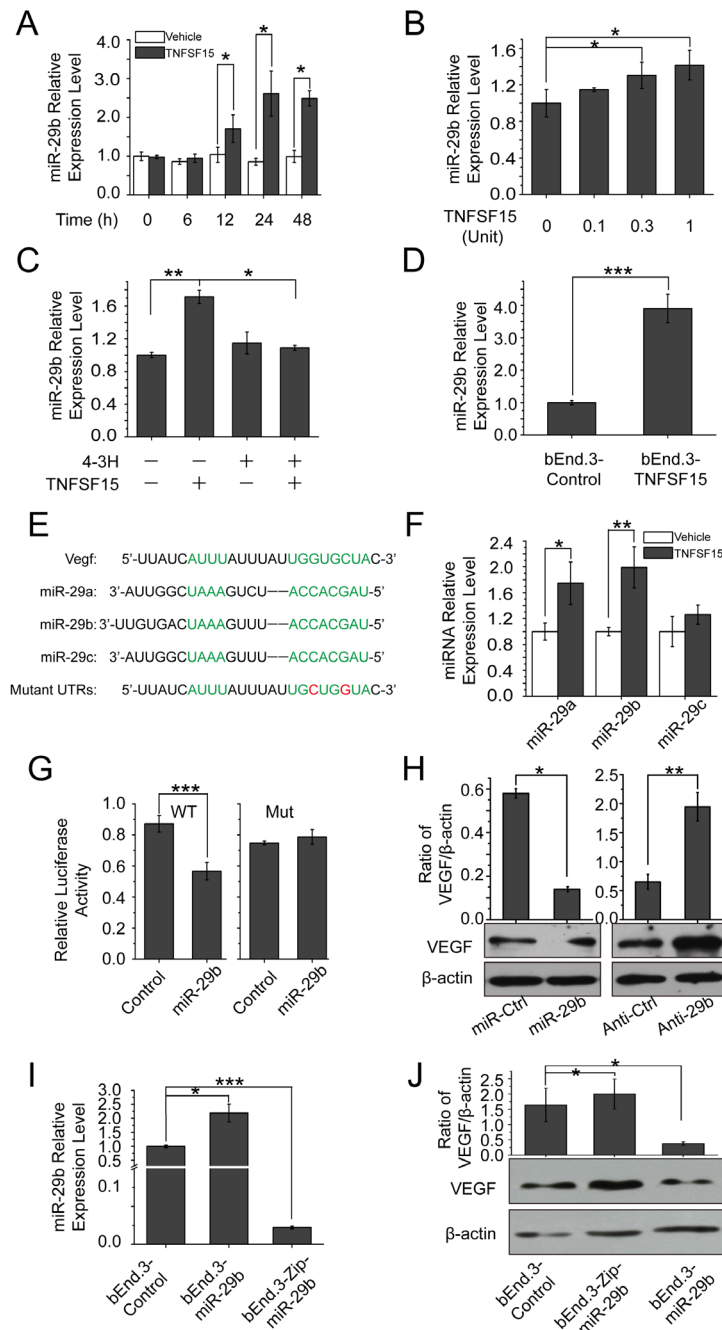 A
Vehicle
TNFSF15
miR-29b Relative
Expression Level
4.0
3.0
2.0
1.0
0.0
* * *
Time (h) 0 6 12 24 48
B
miR-29b Relative
Expression Level
1.6
1.2
0.8
0.4
0.0
*
*
TNFSF15
(Unit)
0 0.1 0.3 1
C
miR-29b Relative
Expression Level
1.6
1.2
0.8
0.4
0.0
** *
4-3H — — + +
TNFSF15 — + — +
D
miR-29b Relative
Expression Level
4.0
3.0
2.0
1.0
0.0
***
bEnd.3-
Control
bEnd.3-
TNFSF15
E
Vegf: 5'-UUAUCAUUUAUUUAUUGGUGCUAC-3'
miR-29a: 3'-AUUGGCUAAAGUCU——ACCACGAU-5'
miR-29b: 3'-UUGUGACUAAAGUUU——ACCACGAU-5'
miR-29c: 3'-AUUGGCUAAAGUUU——ACCACGAU-5'
Mutant UTRs: 5'-UUAUCAUUUAUUUAUUGCUGGUAC-3'
F
Vehicle
TNFSF15
miRNA Relative
Expression Level
2.4
2.0
1.6
1.2
0.8
0.4
0.0
* **
miR-29a miR-29b miR-29c
G
Relative Luciferase
Activity
1.0
0.8
0.6
0.4
0.2
0.0
***
WT Mut
Control miR-29b Control miR-29b
H
Ratio of
VEGF/β-actin
0.6
0.4
0.2
0.0
*
2.0
1.5
1.0
0.5
0.0
**
VEGF
β-actin
miR-Ctrl miR-29b Anti-Ctrl Anti-29b
I
miR-29b Relative
Expression Level
3.0
2.5
2.0
1.5
1.0
0.5
0.1
0.0
***
*
bEnd.3-
Control
bEnd.3-
miR-29b
bEnd.3-Zip-
miR-29b
J
Ratio of
VEGF/β-actin
2.5
2.0
1.5
1.0
0.5
0.0
*
*
VEGF
β-actin
bEnd.3-
Control
bEnd.3-Zip-
miR-29b
bEnd.3-
miR-29b